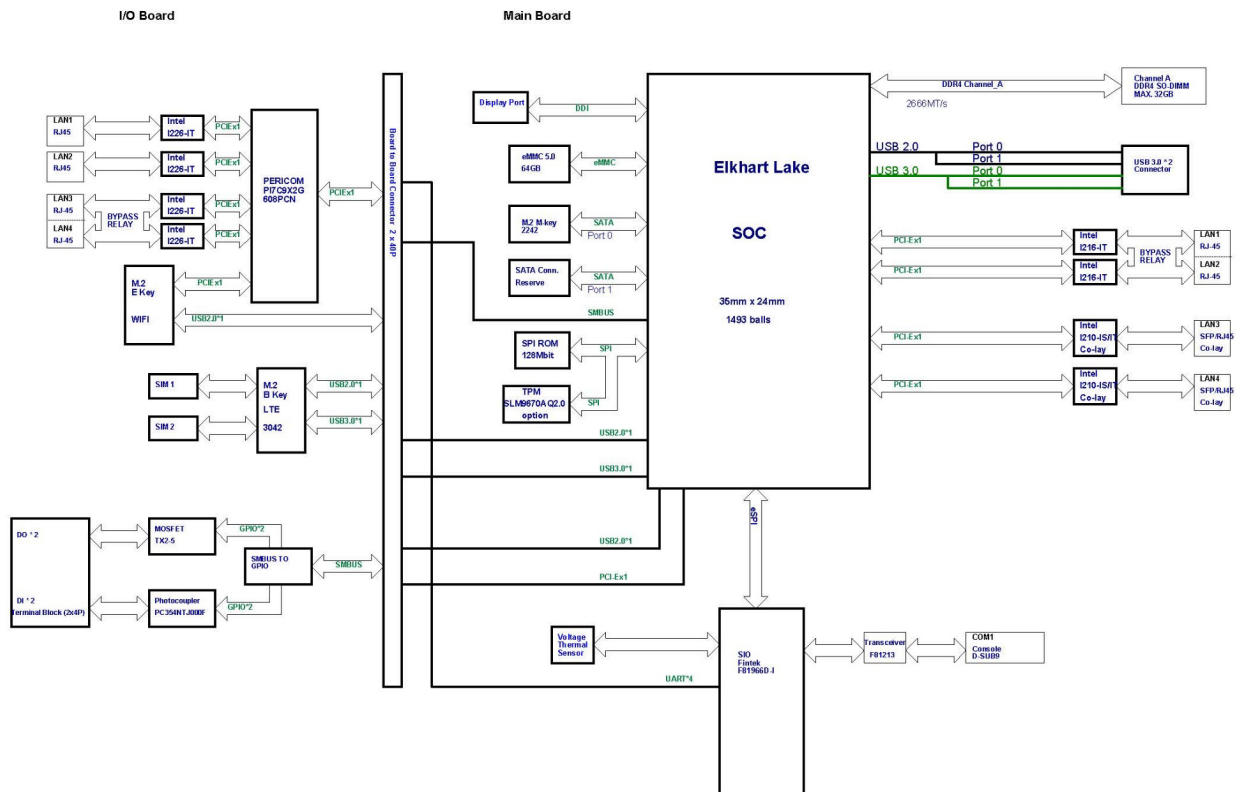 I/O Board
Main Board
LAN1
RJ45
Intel
I226-IT
PCIEx1
LAN2
RJ45
Intel
I226-IT
PCIEx1
LAN3
RJ-45
Intel
I226-IT
PCIEx1
BYPASS
RELAY
LAN4
RJ-45
Intel
I226-IT
PCIEx1
PERICOM
PI7C9X2G
608PCN
PCIEx1
M.2
E Key
WIFI
PCIEx1
USB2.0*1
SIM 1
SIM 2
M.2
B Key
LTE
3042
USB2.0*1
USB3.0*1
DO * 2
DI * 2
Terminal Block (2x4P)
MOSFET
TX2-5
GPIO*2
Photocoupler
PC354NTJ000F
GPIO*2
SMBUS TO
GPIO
SMBUS
Board to Board Connector 2 x 40P
Display Port
DDI
eMMC 5.0
64GB
eMMC
M.2 M-key
2242
SATA
Port 0
SATA Conn.
Reserve
SATA
Port 1
SMBUS
SPI ROM
128Mbit
SPI
TPM
SLM9670AQ2.0
option
SPI
USB2.0*1
USB3.0*1
USB2.0*1
PCI-Ex1
UART*4
Elkhart Lake
SOC
35mm x 24mm
1493 balls
DDR4 Channel_A
2666MT/s
Channel A
DDR4 SO-DIMM
MAX. 32GB
USB 2.0
Port 0
Port 1
USB 3.0
Port 0
Port 1
USB 3.0 * 2
Connector
PCI-Ex1
Intel
I216-IT
LAN1
RJ-45
BYPASS
RELAY
PCI-Ex1
Intel
I216-IT
LAN2
RJ-45
PCI-Ex1
Intel
I210-IS/IT
Co-lay
LAN3
SFP/RJ45
Co-lay
PCI-Ex1
Intel
I210-IS/IT
Co-lay
LAN4
SFP/RJ45
Co-lay
eSPI
Voltage
Thermal
Sensor
SIO
Fintek
F81966D-I
Transceiver
F81213
COM1
Console
D-SUB9